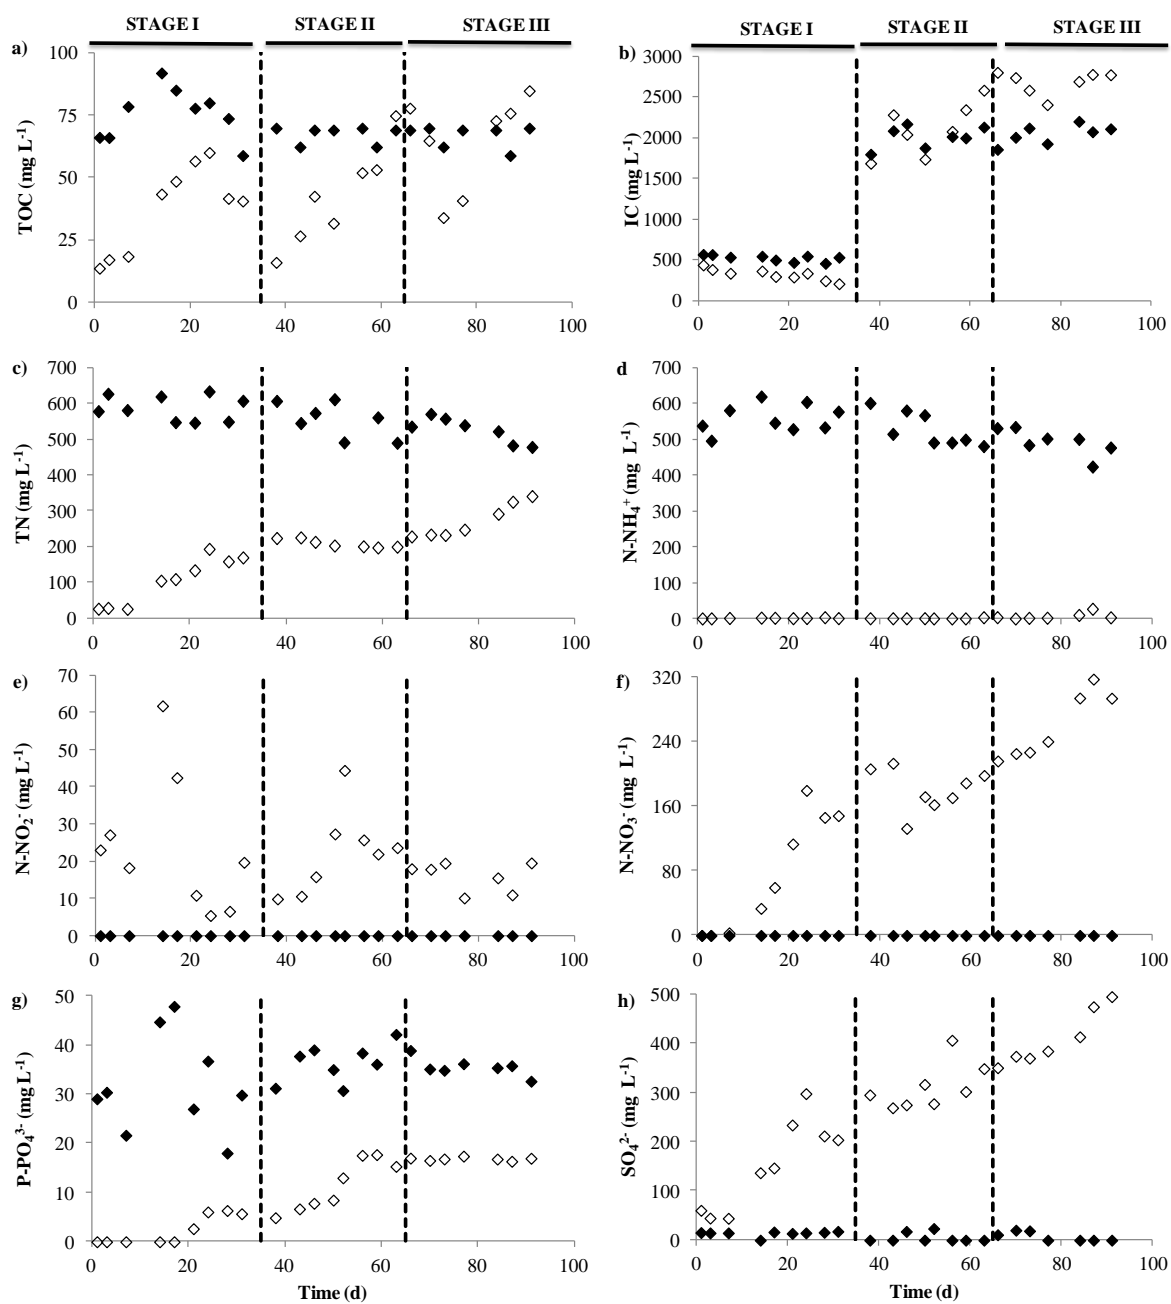 STAGE I STAGE II STAGE III STAGE I STAGE II STAGE III
a) b)
TOC (mg L⁻¹)
100
75
50
25
0
0 20 40 60 80 100
IC (mg L⁻¹)
3000
2500
2000
1500
1000
500
0
0 20 40 60 80 100
c) d
TN (mg L⁻¹)
700
600
500
400
300
200
100
0
0 20 40 60 80 100
N-NH₄⁺ (mg L⁻¹)
700
600
500
400
300
200
100
0
0 20 40 60 80 100
e) f)
N-NO₂⁻ (mg L⁻¹)
70
60
50
40
30
20
10
0
0 20 40 60 80 100
N-NO₃⁻ (mg L⁻¹)
320
240
160
80
0
0 20 40 60 80 100
g) h)
P-PO₄³⁻ (mg L⁻¹)
50
40
30
20
10
0
0 20 40 60 80 100
Time (d)
SO₄²⁻ (mg L⁻¹)
500
400
300
200
100
0
0 20 40 60 80 100
Time (d)